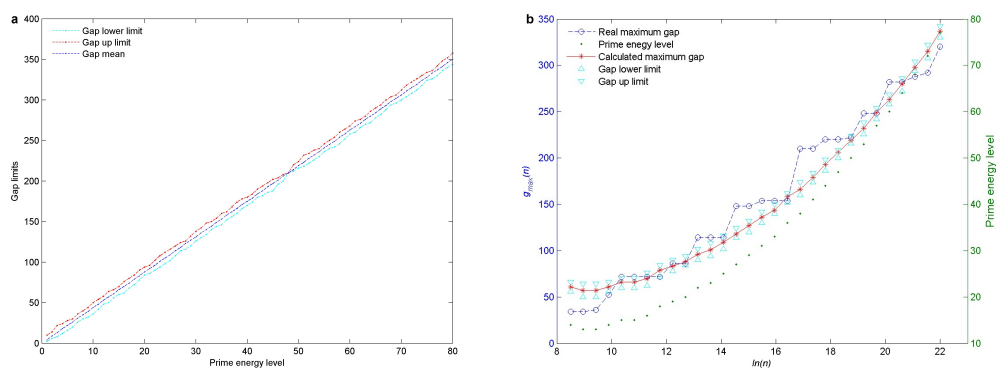 a
400
350
300
250
200
150
100
50
0
Gap limits
Gap lower limit
Gap up limit
Gap mean
0 10 20 30 40 50 60 70 80
Prime energy level
b
350
300
250
200
150
100
50
0
gmax(n)
Real maximum gap
Prime enegy level
Calculated maximum gap
Gap lower limit
Gap up limit
80
70
60
50
40
30
20
10
Prime energy level
8 10 12 14 16 18 20 22
ln(n)